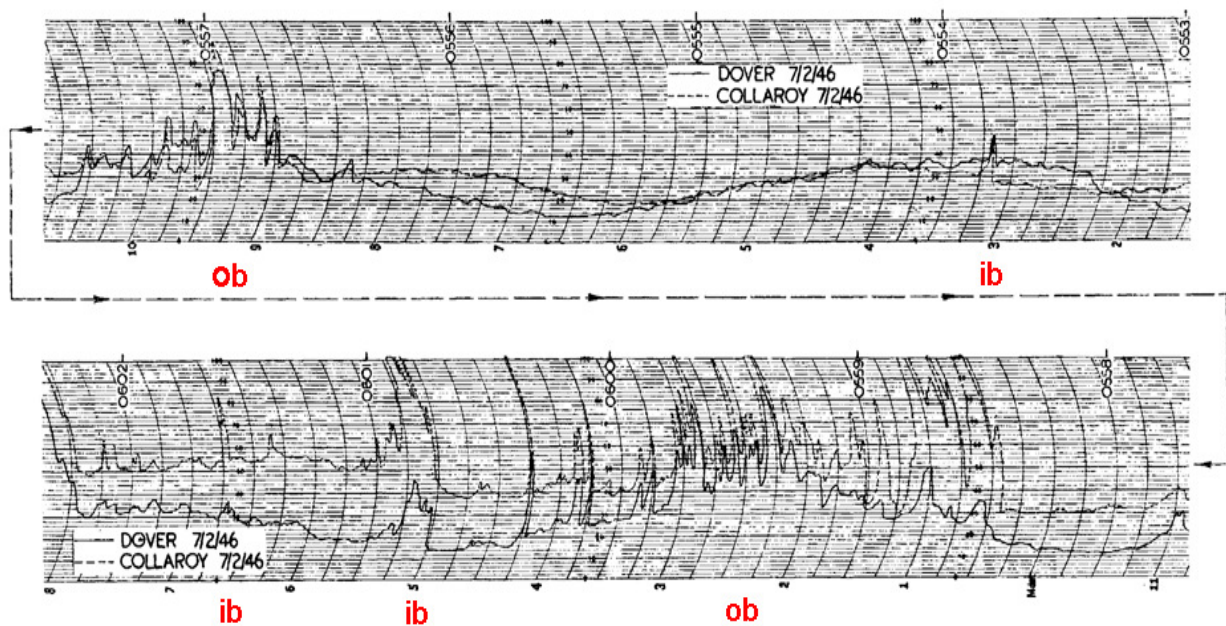 0557 0556 0555 0554 0553
DOVER 7/2/46
COLLAROY 7/2/46
10 9 8 7 6 5 4 3 2
ob ib
0602 0601 0600 0559 0558
DOVER 7/2/46
COLLAROY 7/2/46
8 7 6 5 4 3 2 1 Mdn 11
ib ib ob